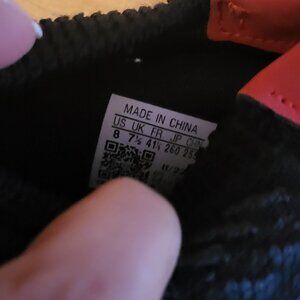 MADE IN CHINA
US UK FR JP CHN
8 7½ 41⅓ 260 255